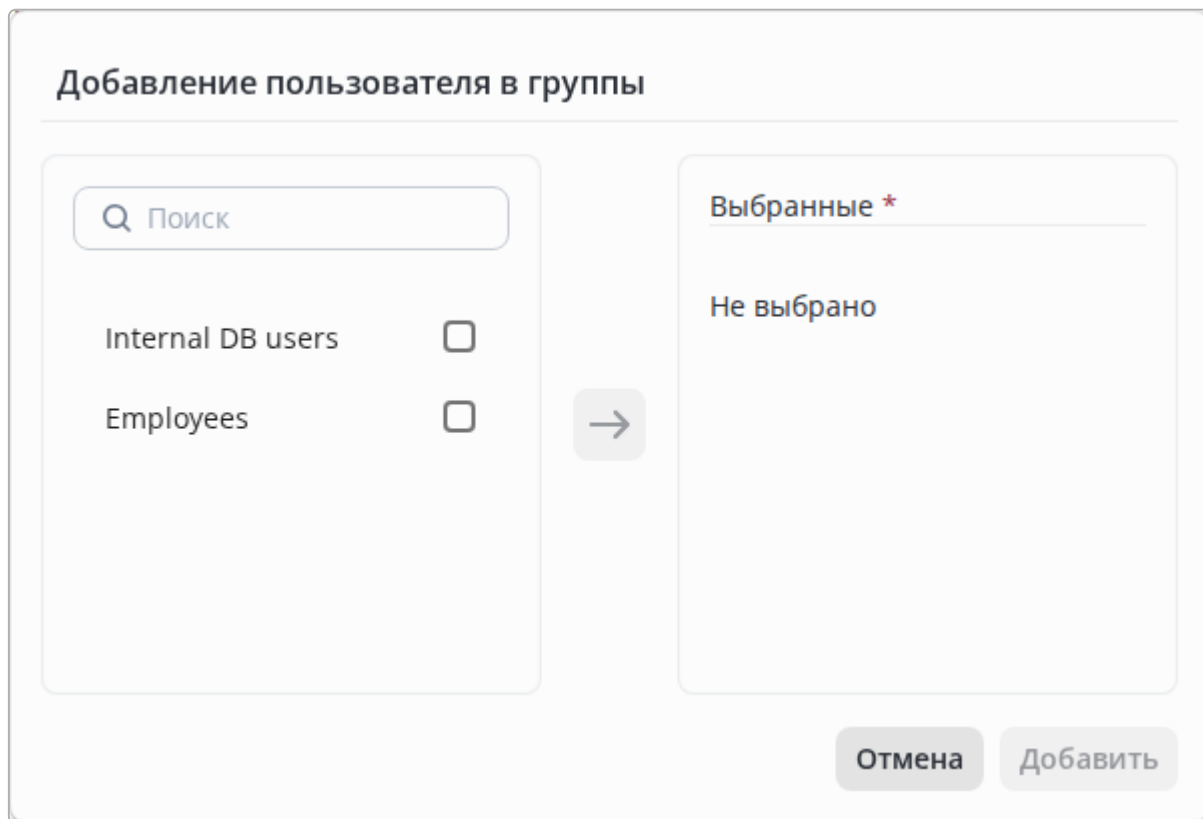 Добавление пользователя в группы
Поиск
Internal DB users
Employees
Выбранные *
Не выбрано
Отмена
Добавить